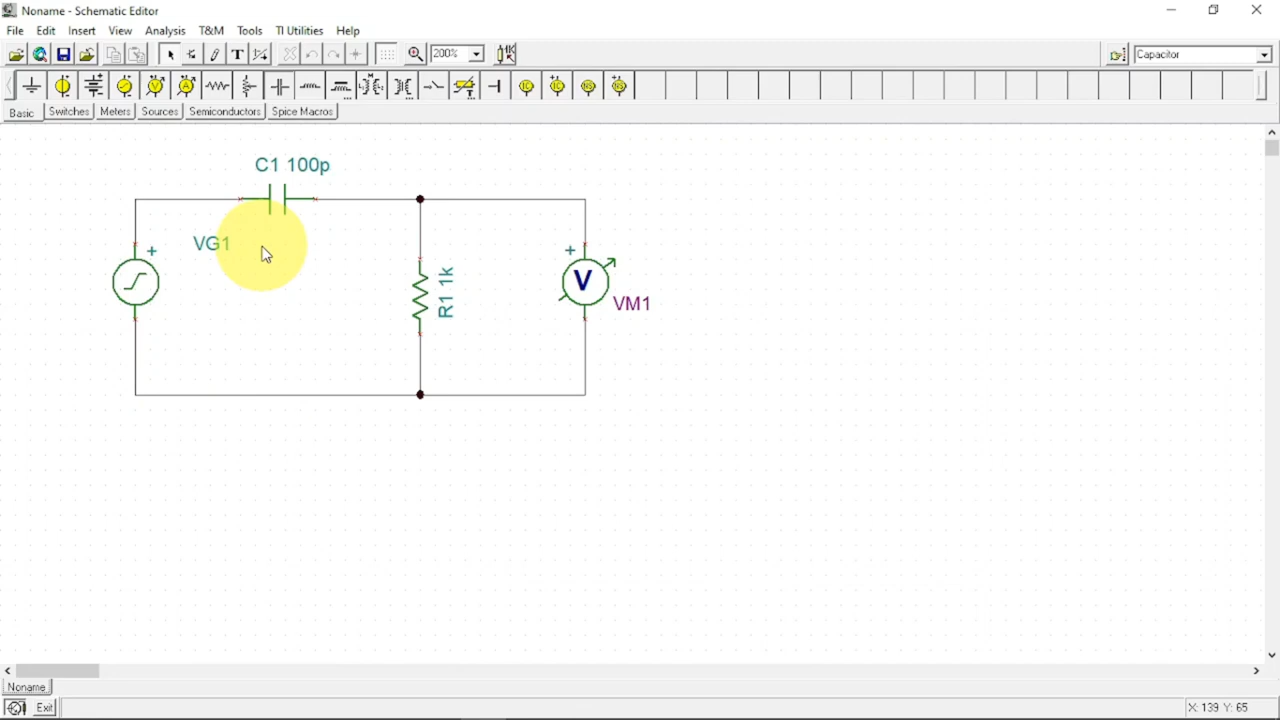 Noname - Schematic Editor
File Edit Insert View Analysis T&M Tools TI Utilities Help
T 200% Capacitor
Basic Switches Meters Sources Semiconductors Spice Macros
C1 100p
VG1
+
+
V
R1 1k
VM1
Noname
Exit X: 139 Y: 65